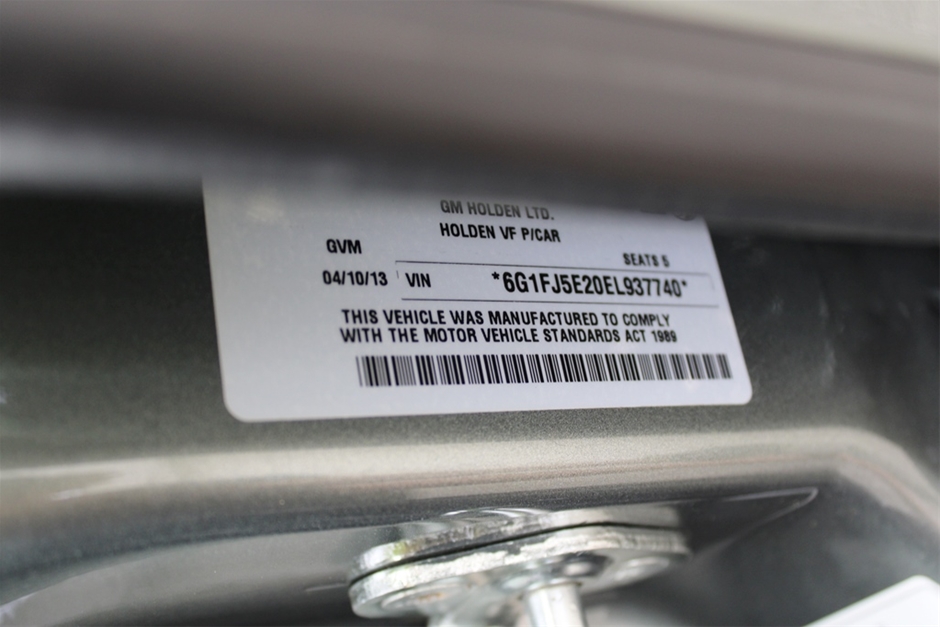 GM HOLDEN LTD.
HOLDEN VF P/CAR
GVM
SEATS 5
04/10/13 VIN *6G1FJ5E20EL937740*
THIS VEHICLE WAS MANUFACTURED TO COMPLY
WITH THE MOTOR VEHICLE STANDARDS ACT 1989